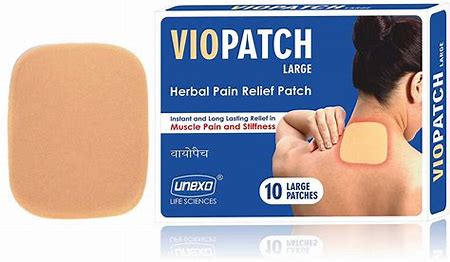 VIOPATCH
LARGE
Herbal Pain Relief Patch
Instant and Long Lasting Relief in
Muscle Pain and Stiffness
वायोपैच
unexo®
LIFE SCIENCES
10 LARGE
PATCHES
VIOPATCH
LARGE